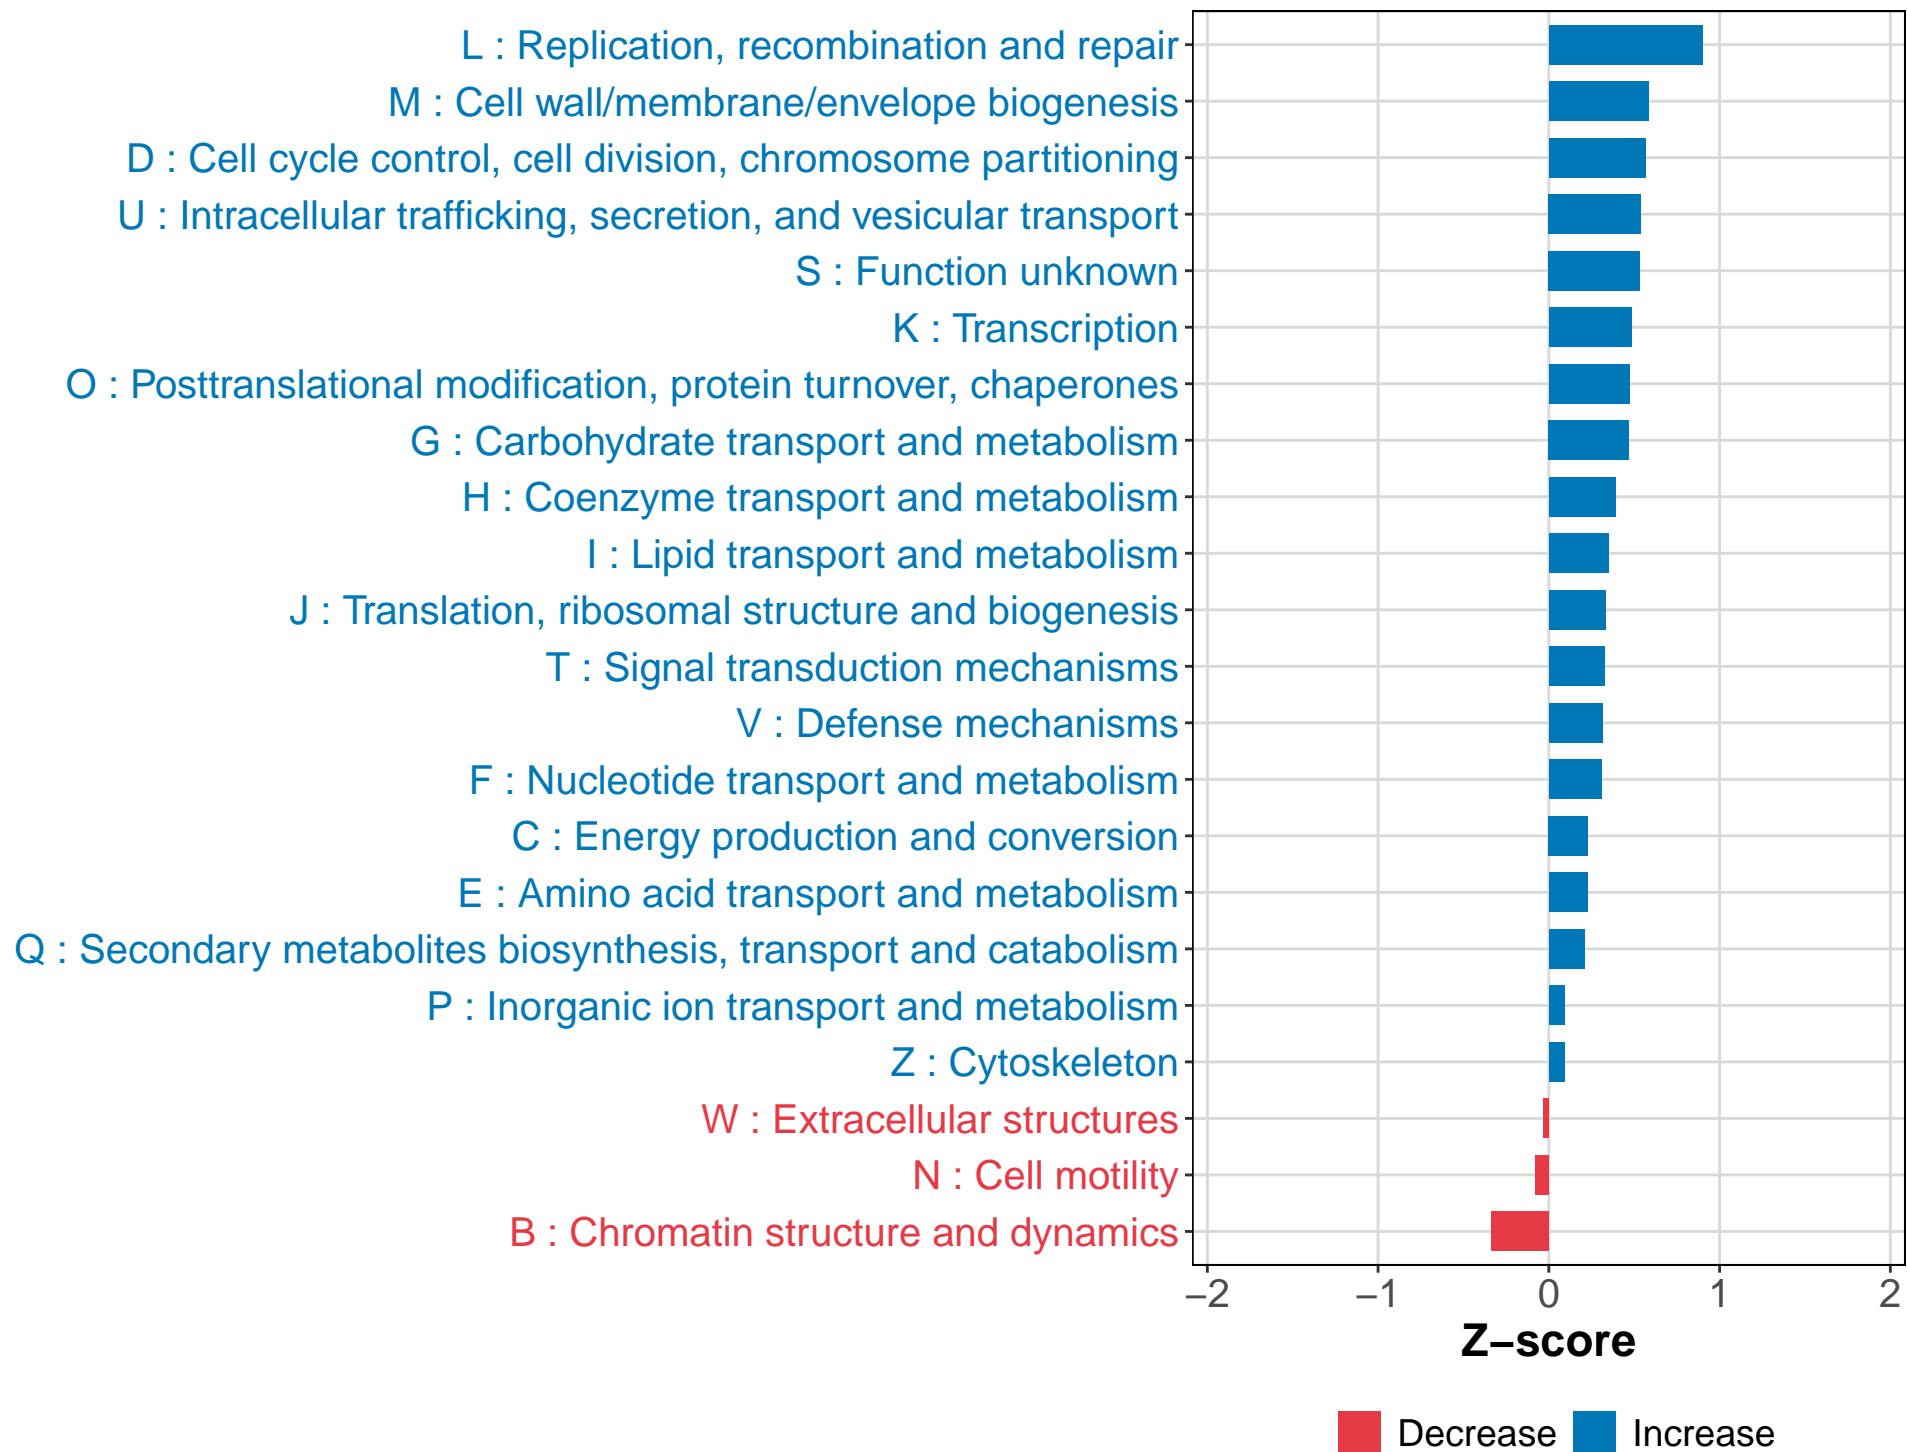 L : Replication, recombination and repair
M : Cell wall/membrane/envelope biogenesis
D : Cell cycle control, cell division, chromosome partitioning
U : Intracellular trafficking, secretion, and vesicular transport
S : Function unknown
K : Transcription
O : Posttranslational modification, protein turnover, chaperones
G : Carbohydrate transport and metabolism
H : Coenzyme transport and metabolism
I : Lipid transport and metabolism
J : Translation, ribosomal structure and biogenesis
T : Signal transduction mechanisms
V : Defense mechanisms
F : Nucleotide transport and metabolism
C : Energy production and conversion
E : Amino acid transport and metabolism
Q : Secondary metabolites biosynthesis, transport and catabolism
P : Inorganic ion transport and metabolism
Z : Cytoskeleton
W : Extracellular structures
N : Cell motility
B : Chromatin structure and dynamics
−2 −1 0 1 2
Z−score
Decrease Increase